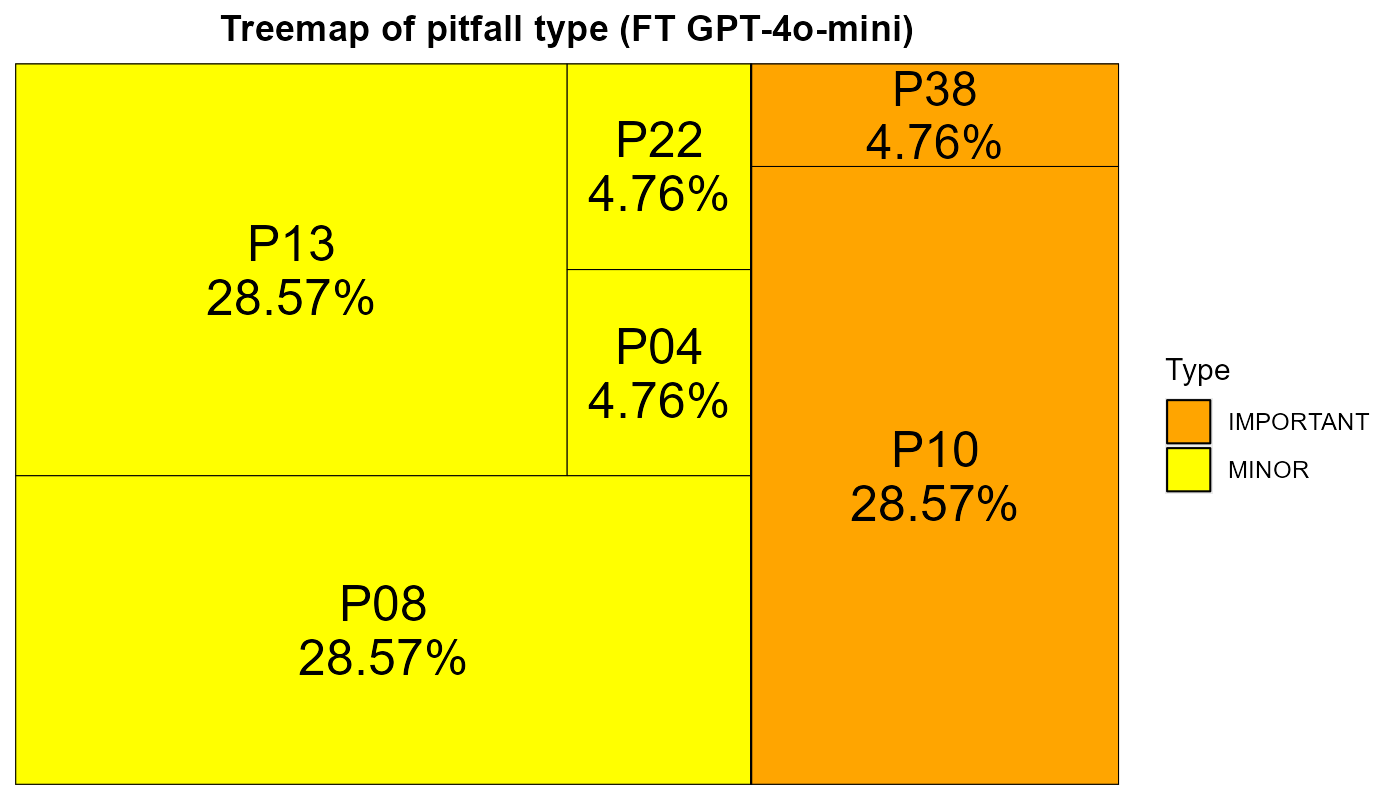 Treemap of pitfall type (FT GPT-4o-mini)
P13
28.57%
P22
4.76%
P04
4.76%
P08
28.57%
P38
4.76%
P10
28.57%
Type
IMPORTANT
MINOR